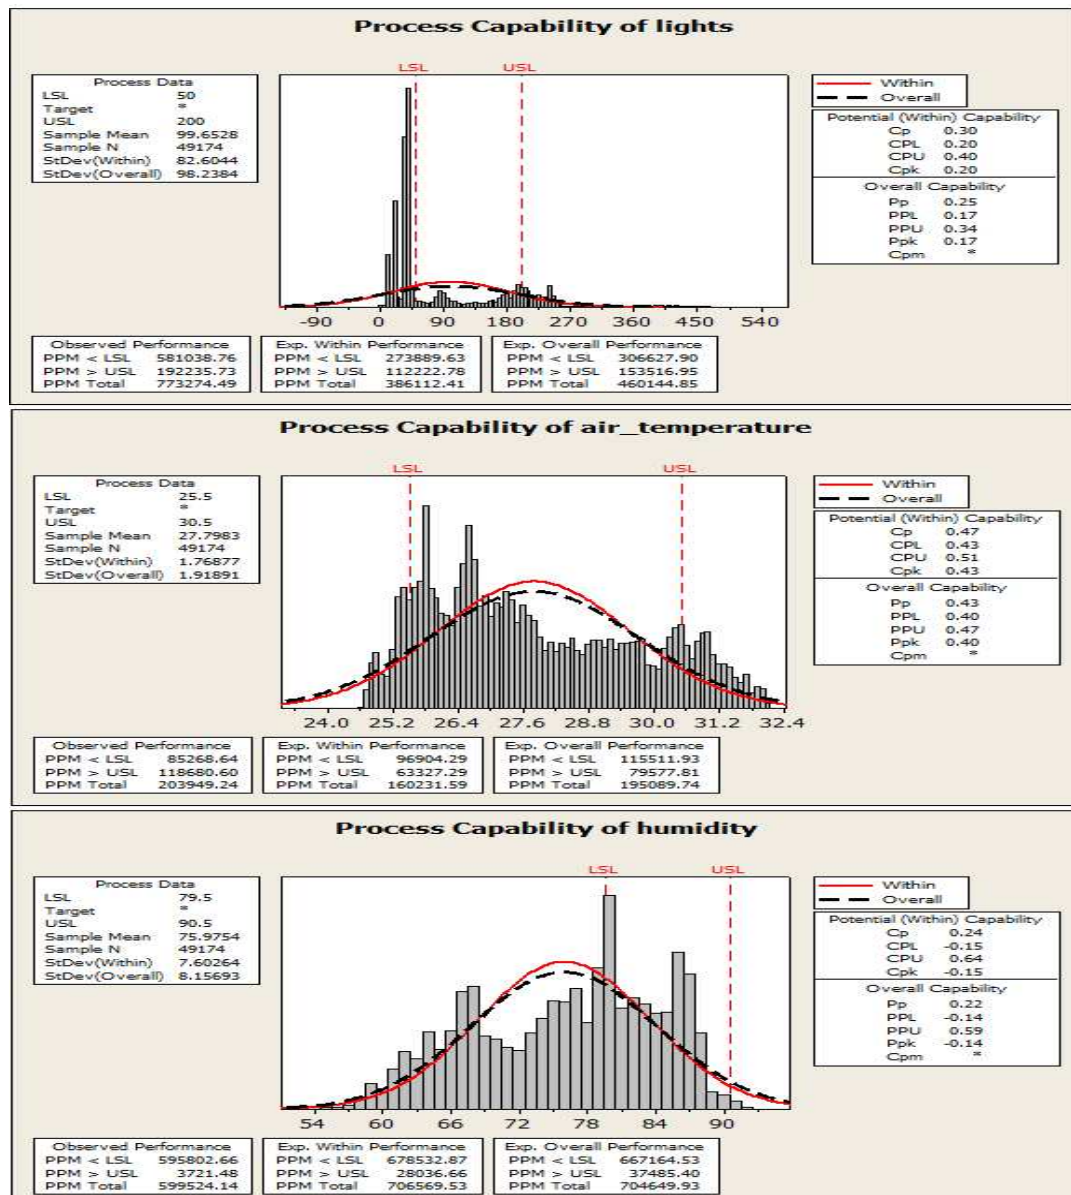 Process Capability of lights
LSL USL
Process Data
LSL 50
Target *
USL 200
Sample Mean 99.6528
Sample N 49174
StDev(Within) 82.6044
StDev(Overall) 98.2384
Within
Overall
Potential (Within) Capability
Cp 0.30
CPL 0.20
CPU 0.40
Cpk 0.20
Overall Capability
Pp 0.25
PPL 0.17
PPU 0.34
Ppk 0.17
Cpm *
-90 0 90 180 270 360 450 540
Observed Performance
PPM < LSL 581038.76
PPM > USL 192235.73
PPM Total 773274.49
Exp. Within Performance
PPM < LSL 273889.63
PPM > USL 112222.78
PPM Total 386112.41
Exp. Overall Performance
PPM < LSL 306627.90
PPM > USL 153516.95
PPM Total 460144.85
Process Capability of air_temperature
LSL USL
Process Data
LSL 25.5
Target *
USL 30.5
Sample Mean 27.7983
Sample N 49174
StDev(Within) 1.76877
StDev(Overall) 1.91891
Within
Overall
Potential (Within) Capability
Cp 0.47
CPL 0.43
CPU 0.51
Cpk 0.43
Overall Capability
Pp 0.43
PPL 0.40
PPU 0.47
Ppk 0.40
Cpm *
24.0 25.2 26.4 27.6 28.8 30.0 31.2 32.4
Observed Performance
PPM < LSL 85268.64
PPM > USL 118680.60
PPM Total 203949.24
Exp. Within Performance
PPM < LSL 96904.29
PPM > USL 63327.29
PPM Total 160231.59
Exp. Overall Performance
PPM < LSL 115511.93
PPM > USL 79577.81
PPM Total 195089.74
Process Capability of humidity
LSL USL
Process Data
LSL 79.5
Target *
USL 90.5
Sample Mean 75.9754
Sample N 49174
StDev(Within) 7.60264
StDev(Overall) 8.15693
Within
Overall
Potential (Within) Capability
Cp 0.24
CPL -0.15
CPU 0.64
Cpk -0.15
Overall Capability
Pp 0.22
PPL -0.14
PPU 0.59
Ppk -0.14
Cpm *
54 60 66 72 78 84 90
Observed Performance
PPM < LSL 595802.66
PPM > USL 3721.48
PPM Total 599524.14
Exp. Within Performance
PPM < LSL 678532.87
PPM > USL 28036.66
PPM Total 706569.53
Exp. Overall Performance
PPM < LSL 667164.53
PPM > USL 37485.40
PPM Total 704649.93